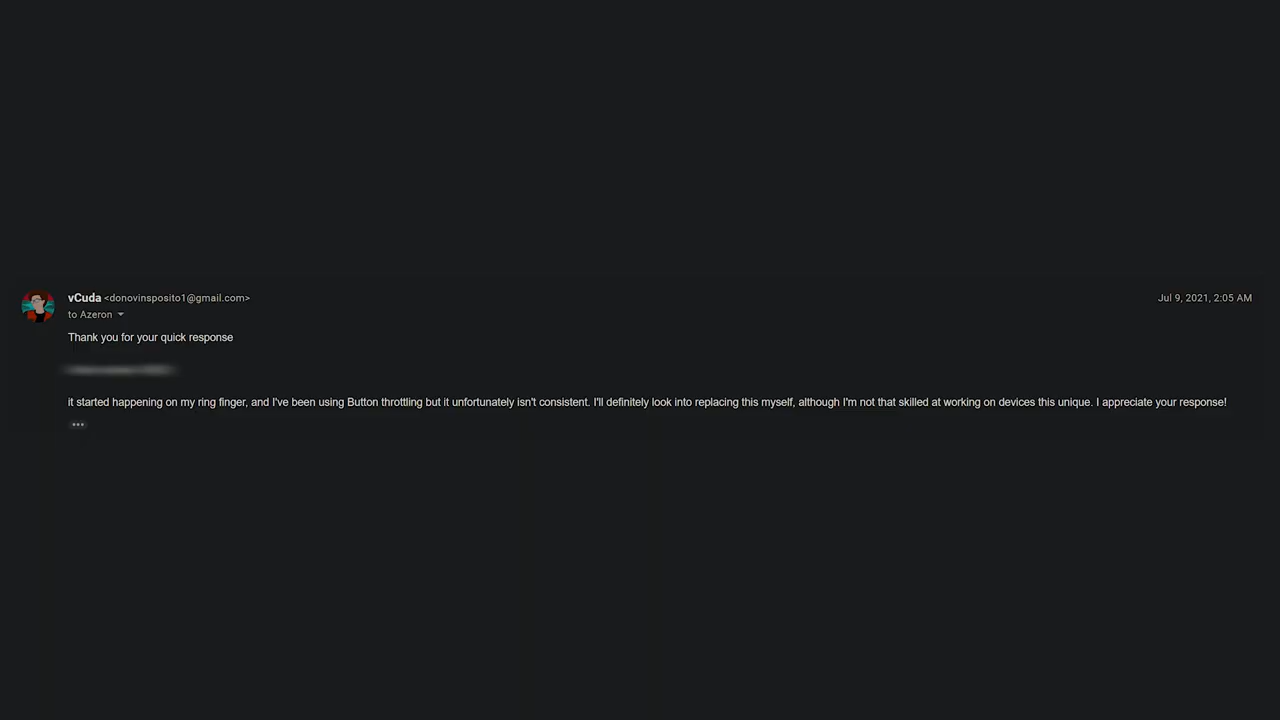 vCuda <donovinsposito1@gmail.com>
Jul 9, 2021, 2:05 AM
to Azeron
Thank you for your quick response
it started happening on my ring finger, and I've been using Button throttling but it unfortunately isn't consistent. I'll definitely look into replacing this myself, although I'm not that skilled at working on devices this unique. I appreciate your response!